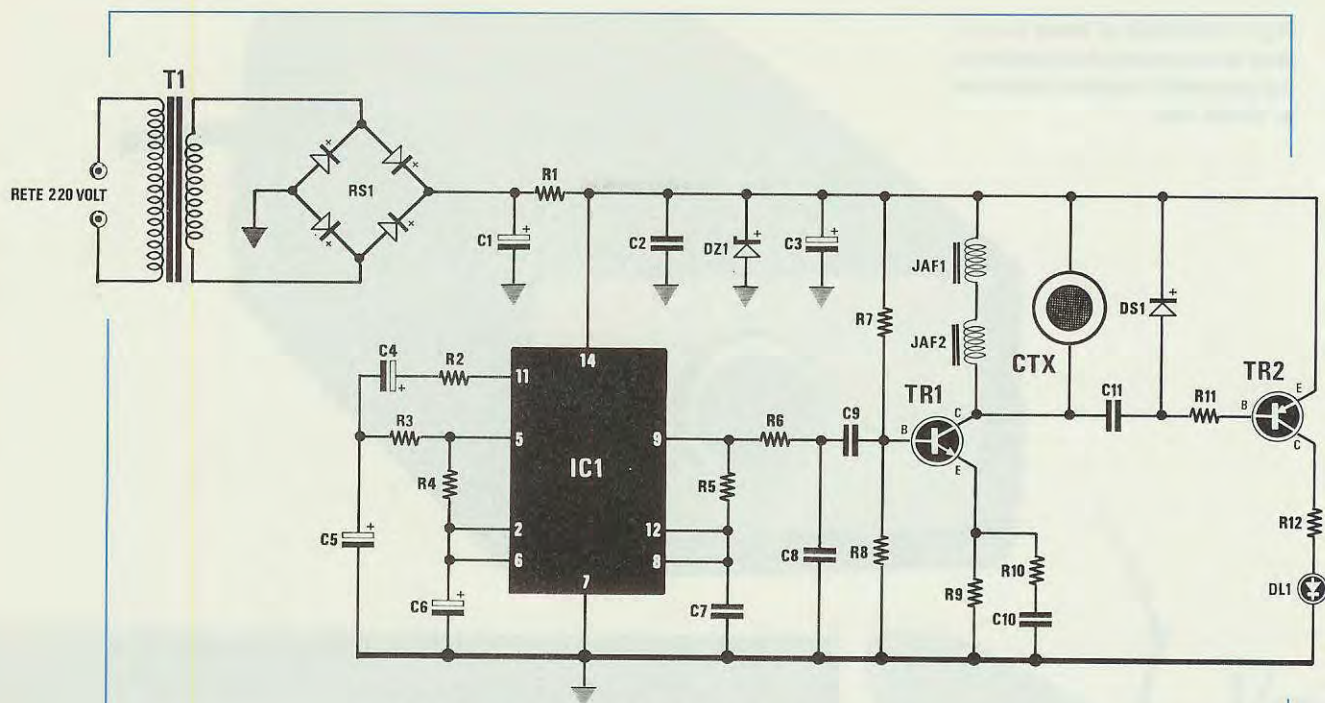 T1
RETE 220 VOLT
RS1
R1
C1
C2
DZ1
C3
R7
JAF1
JAF2
CTX
DS1
TR2
E
B
C
C4
R2
R3
R4
C5
C6
14
11
5
2
6
7
9
12
8
IC1
R6
C9
R5
C8
C7
R8
TR1
B
C
E
C11
R11
R9
R10
C10
R12
DL1